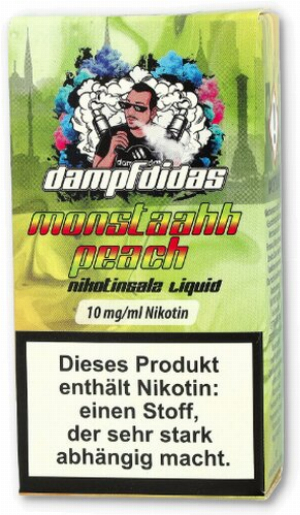 dampfdidas
monstaahh
peach
nikotinsalz Liquid
10 mg/ml Nikotin
Dieses Produkt
enthält Nikotin:
einen Stoff,
der sehr stark
abhängig macht.